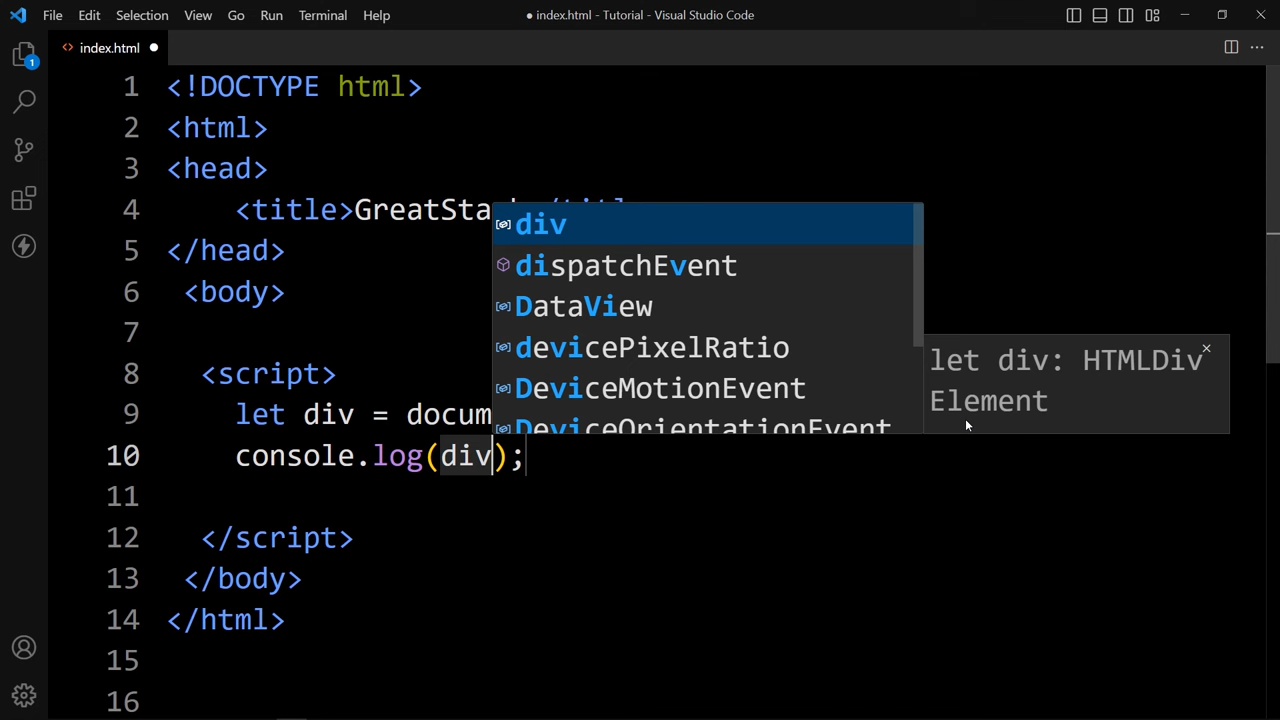 File Edit Selection View Go Run Terminal Help ● index.html - Tutorial - Visual Studio Code
1
<> index.html ●
1 <!DOCTYPE html>
2 <html>
3 <head>
4 <title>GreatSta
5 </head>
6 <body>
7
8 <script>
9 let div = docum
10 console.log(div);
11
12 </script>
13 </body>
14 </html>
15
16
div
dispatchEvent
DataView
devicePixelRatio
DeviceMotionEvent
DeviceOrientationEvent
let div: HTMLDiv
Element